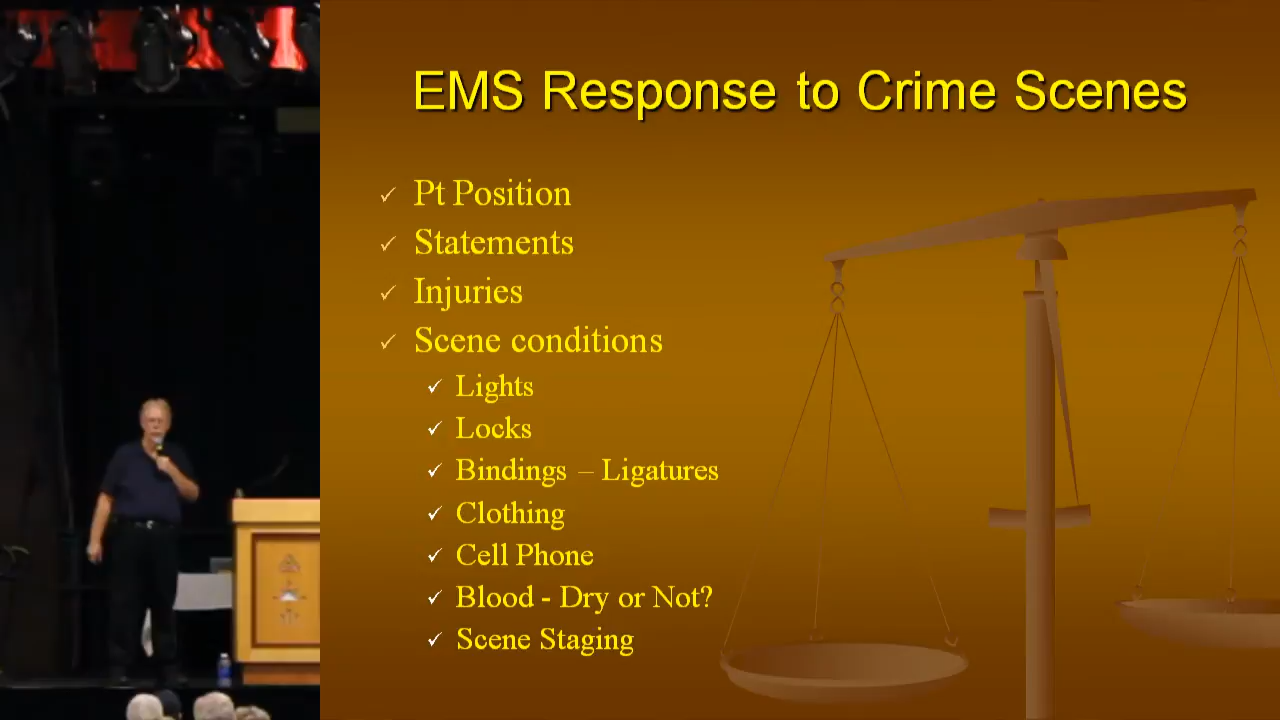 EMS Response to Crime Scenes
Pt Position
Statements
Injuries
Scene conditions
Lights
Locks
Bindings – Ligatures
Clothing
Cell Phone
Blood - Dry or Not?
Scene Staging